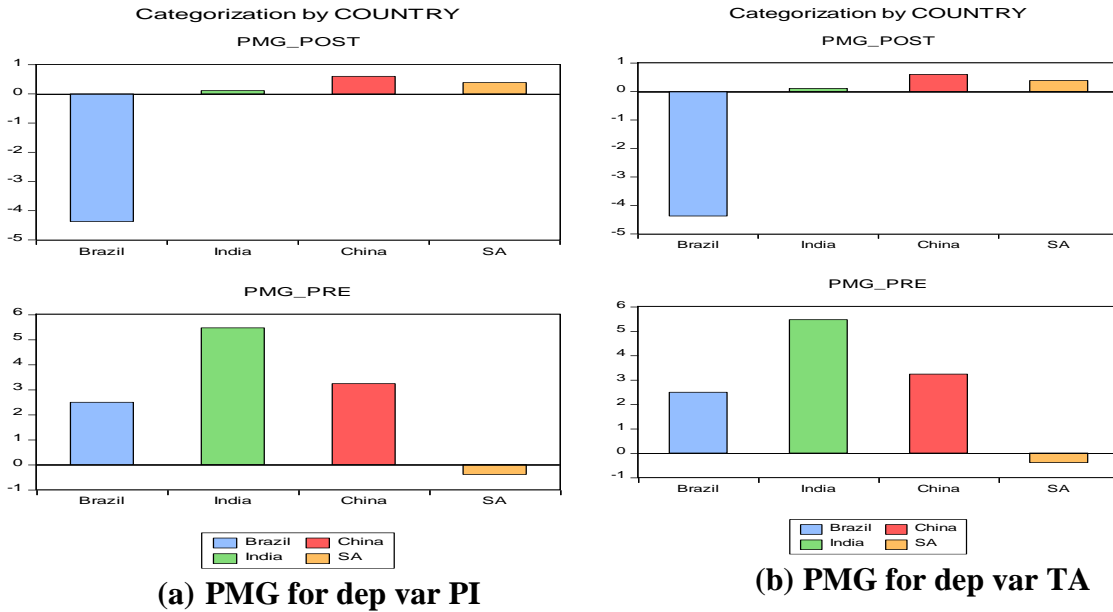 Categorization by COUNTRY
PMG_POST
1
0
-1
-2
-3
-4
-5
Brazil India China SA
PMG_PRE
6
5
4
3
2
1
0
-1
Brazil India China SA
Brazil China
India SA
(a) PMG for dep var PI
Categorization by COUNTRY
PMG_POST
1
0
-1
-2
-3
-4
-5
Brazil India China SA
PMG_PRE
6
5
4
3
2
1
0
-1
Brazil India China SA
Brazil China
India SA
(b) PMG for dep var TA